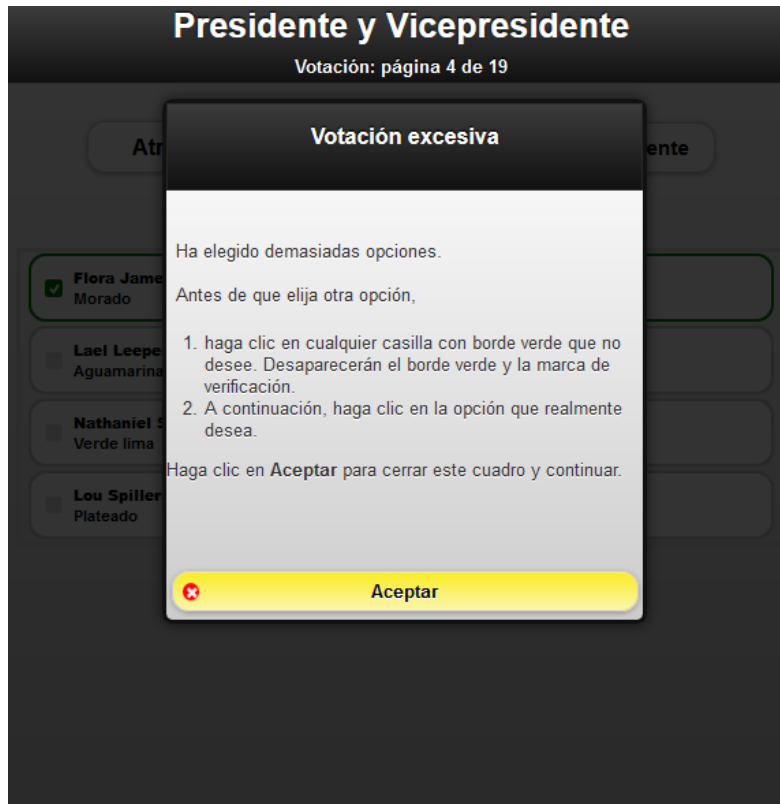 Presidente y Vicepresidente
Votación: página 4 de 19
Votación excesiva
Ha elegido demasiadas opciones.
Antes de que elija otra opción,
1. haga clic en cualquier casilla con borde verde que no
desee. Desaparecerán el borde verde y la marca de
verificación.
2. A continuación, haga clic en la opción que realmente
desea.
Haga clic en Aceptar para cerrar este cuadro y continuar.
Aceptar
Atr
ente
Flora Jame
Morado
Lael Leepe
Aguamarina
Nathaniel S
Verde lima
Lou Spiller
Plateado